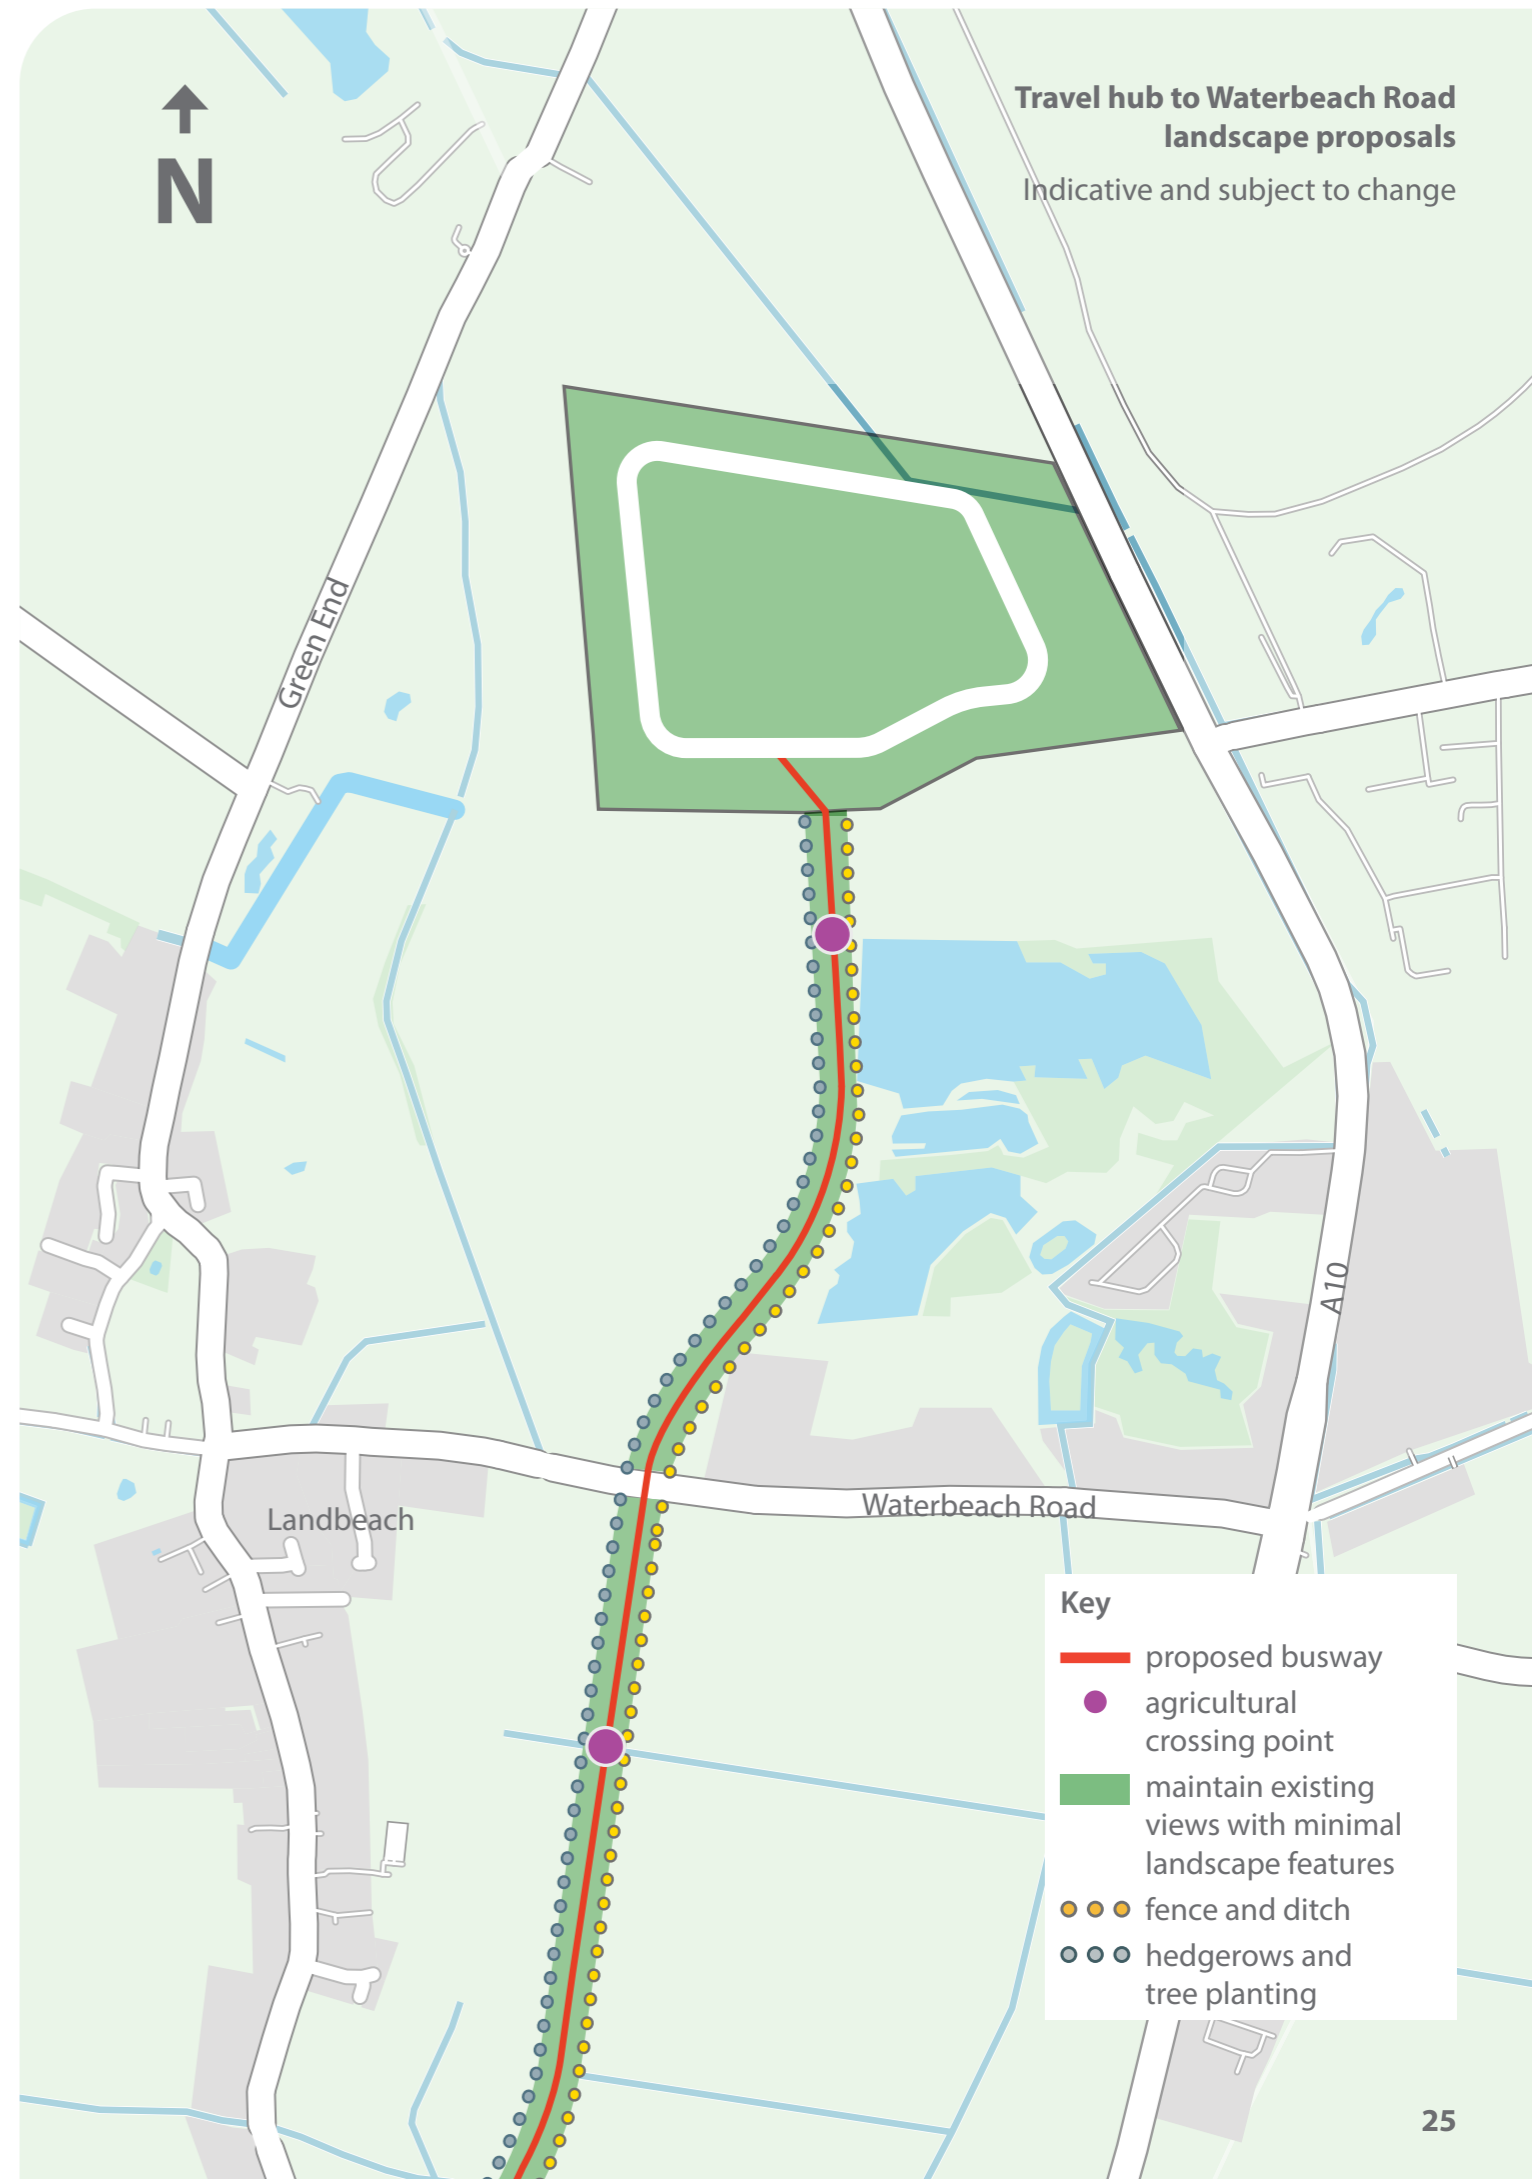 Travel hub to Waterbeach Road
landscape proposals
Indicative and subject to change
N
Green End
A10
Landbeach
Waterbeach Road
Key
proposed busway
agricultural
crossing point
maintain existing
views with minimal
landscape features
fence and ditch
hedgerows and
tree planting
25